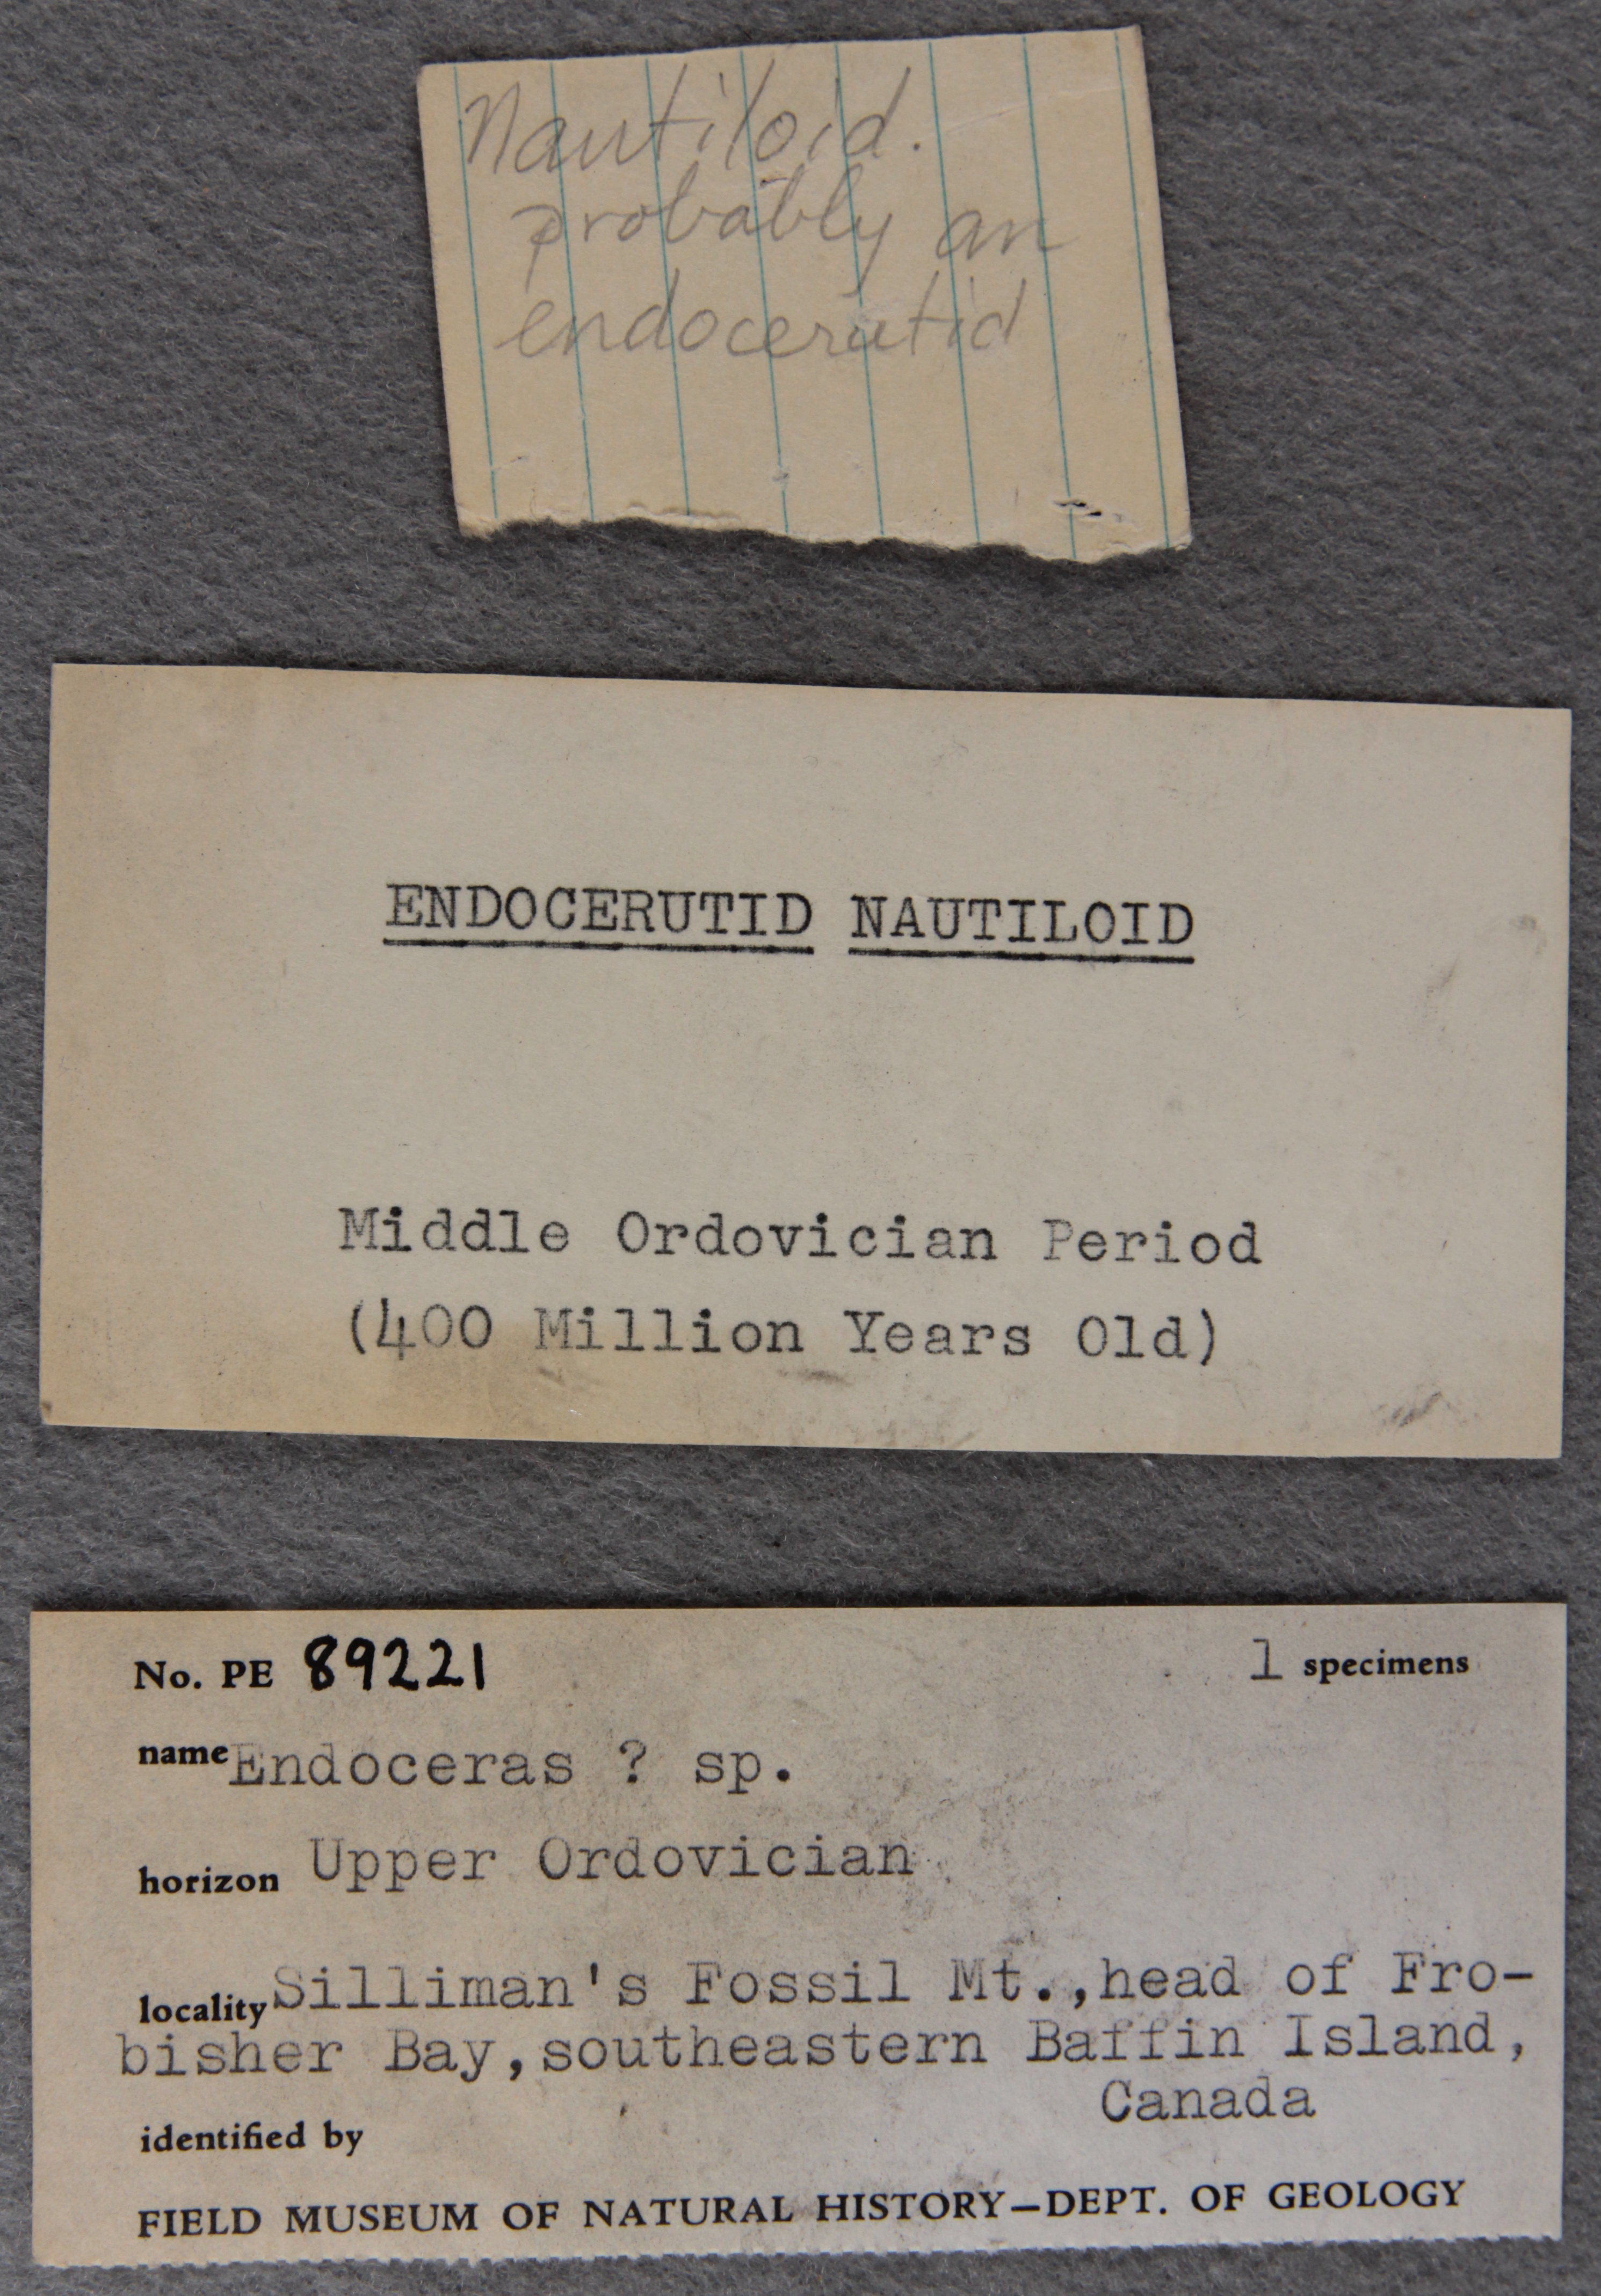 Nautiloid.
probably an
endocerutid
ENDOCERUTID NAUTILOID
Middle Ordovician Period
(400 Million Years Old)
No. PE 89221 1 specimens
name Endoceras ? sp.
horizon Upper Ordovician
locality Silliman's Fossil Mt.,head of Fro-
bisher Bay,southeastern Baffin Island,
Canada
identified by
FIELD MUSEUM OF NATURAL HISTORY—DEPT. OF GEOLOGY